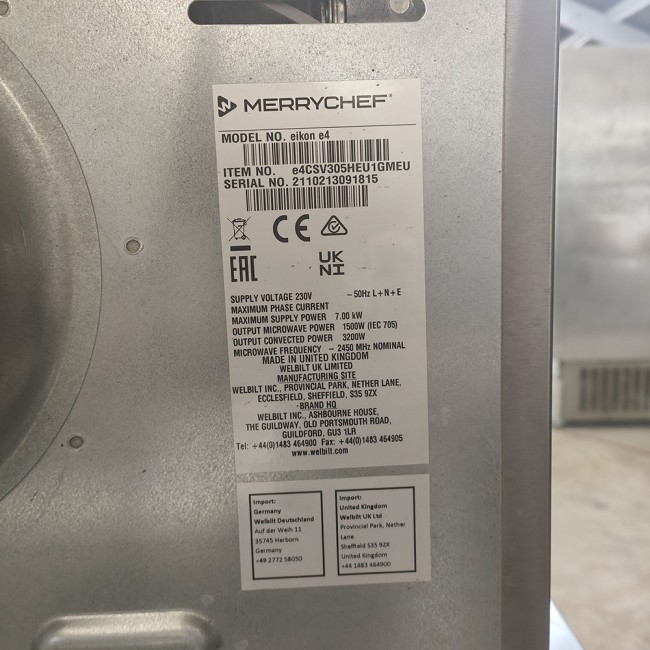 MERRYCHEF®
MODEL NO. eikon e4
ITEM NO. e4CSV305HEU1GMEU
SERIAL NO. 2110213091815
CE
EAC
UK
NI
SUPPLY VOLTAGE 230V ~ 50Hz L+N+E
MAXIMUM PHASE CURRENT
MAXIMUM SUPPLY POWER 7.00 kW
OUTPUT MICROWAVE POWER 1500W (IEC 705)
OUTPUT CONVECTED POWER 3200W
MICROWAVE FREQUENCY ~ 2450 MHz NOMINAL
MADE IN UNITED KINGDOM
WELBILT UK LIMITED
MANUFACTURING SITE
WELBILT INC., PROVINCIAL PARK, NETHER LANE,
ECCLESFIELD, SHEFFIELD, S35 9ZX
BRAND HQ
WELBILT INC., ASHBOURNE HOUSE,
THE GUILDWAY, OLD PORTSMOUTH ROAD,
GUILDFORD, GU3 1LR
Tel: +44(0)1483 464900 Fax: +44(0)1483 464905
www.welbilt.com
Import:
Germany
Welbilt Deutschland
Auf der Weih 11
35745 Herborn
Germany
+49 2772 58050
Import:
United Kingdom
Welbilt UK Ltd
Provincial Park, Nether
Lane
Sheffield S35 9ZX
United Kingdom
+44 1483 464900